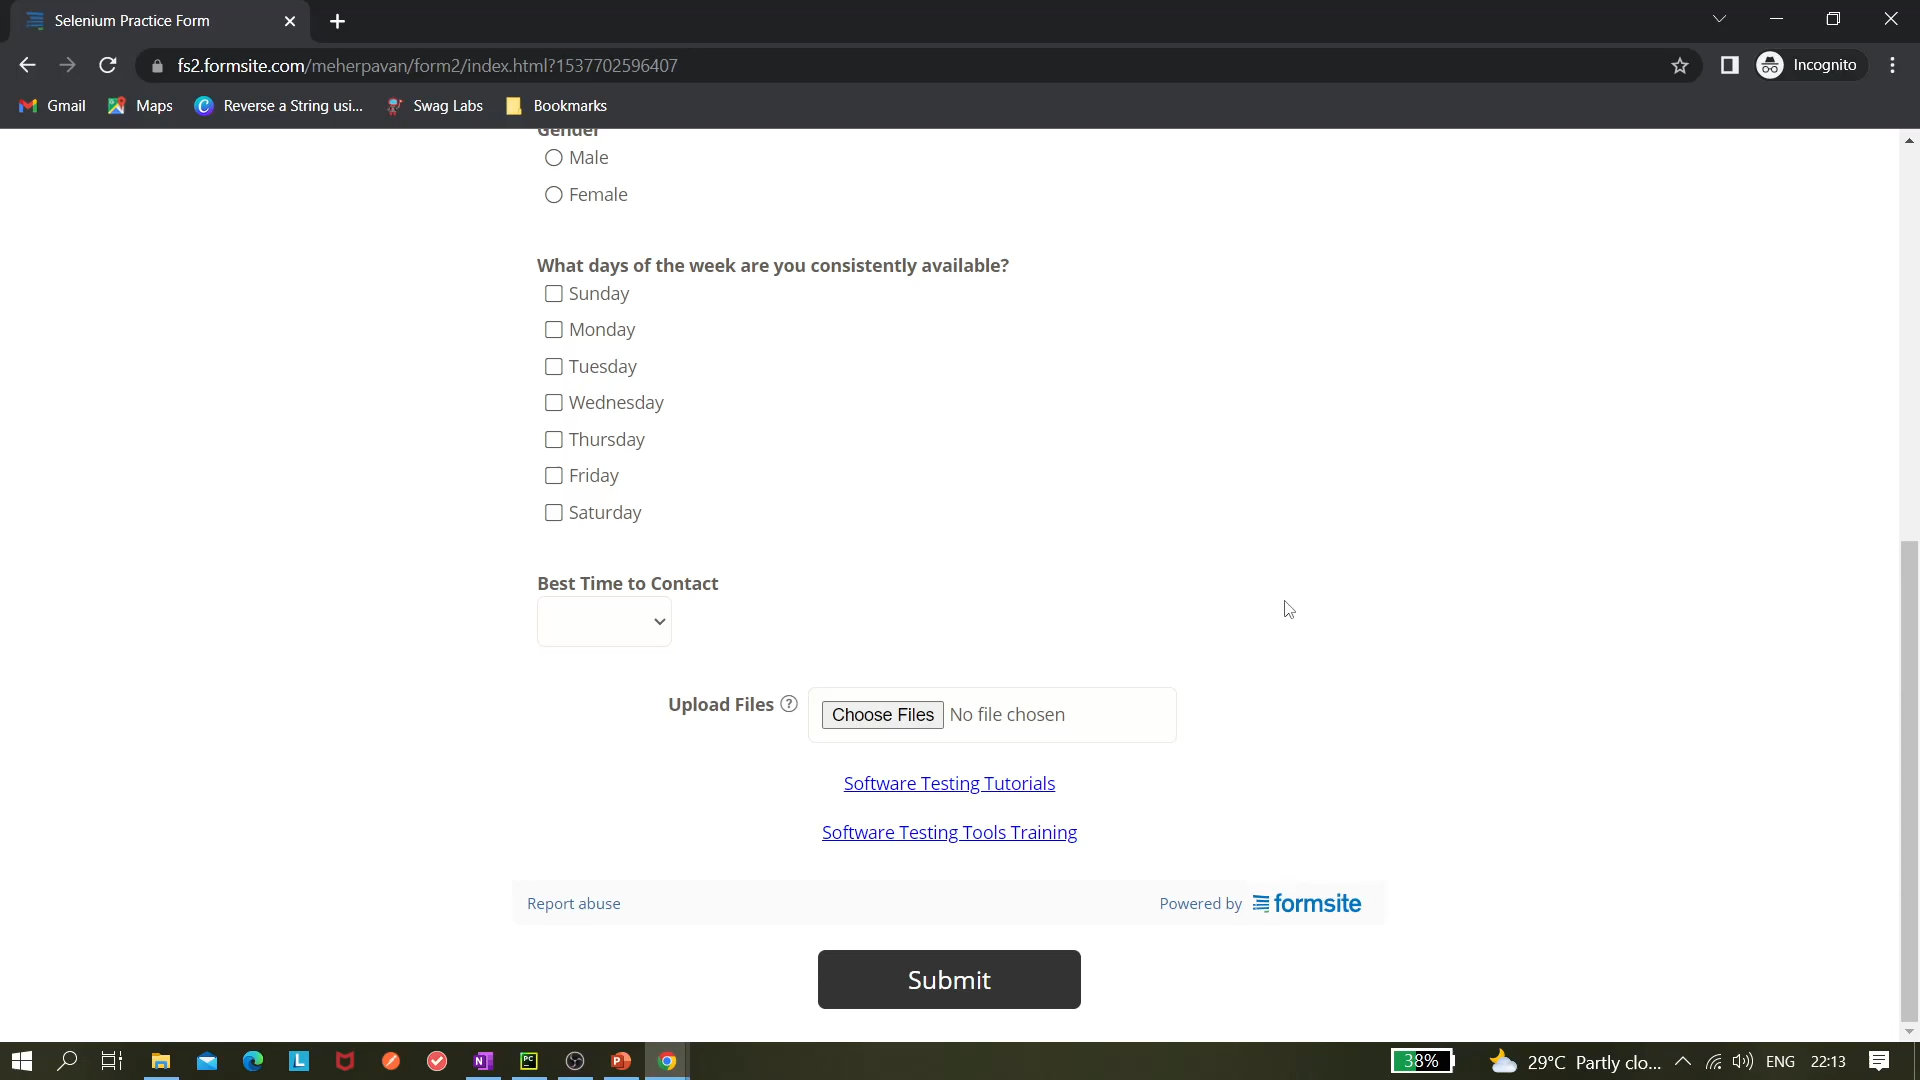 Selenium Practice Form
fs2.formsite.com/meherpavan/form2/index.html?1537702596407
Incognito
Gmail
Maps
Reverse a String usi...
Swag Labs
Bookmarks
Gender
Male
Female
What days of the week are you consistently available?
Sunday
Monday
Tuesday
Wednesday
Thursday
Friday
Saturday
Best Time to Contact
Upload Files
Choose Files No file chosen
Software Testing Tutorials
Software Testing Tools Training
Report abuse
Powered by formsite
Submit
38%
29°C Partly clo...
ENG
22:13